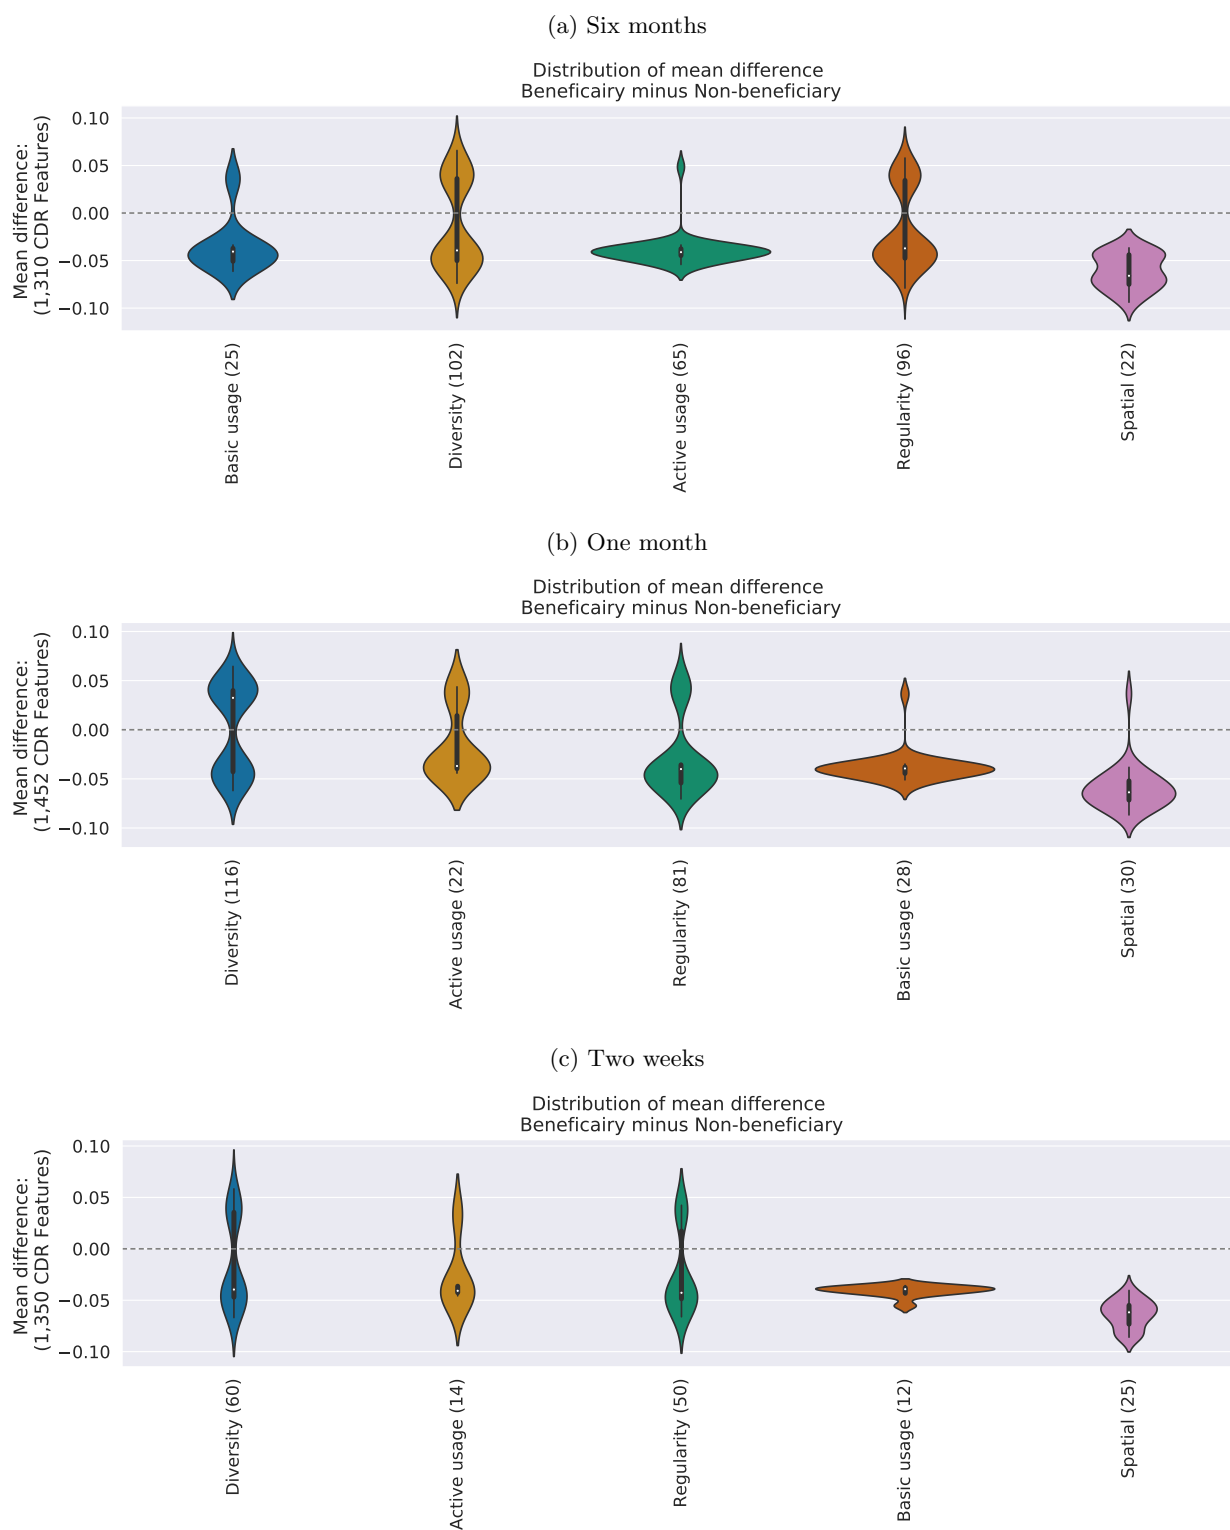 (a) Six months
Distribution of mean difference
Beneficairy minus Non-beneficiary
Mean difference:
(1,310 CDR Features)
0.10
0.05
0.00
−0.05
−0.10
Basic usage (25)
Diversity (102)
Active usage (65)
Regularity (96)
Spatial (22)
(b) One month
Distribution of mean difference
Beneficairy minus Non-beneficiary
Mean difference:
(1,452 CDR Features)
0.10
0.05
0.00
−0.05
−0.10
Diversity (116)
Active usage (22)
Regularity (81)
Basic usage (28)
Spatial (30)
(c) Two weeks
Distribution of mean difference
Beneficairy minus Non-beneficiary
Mean difference:
(1,350 CDR Features)
0.10
0.05
0.00
−0.05
−0.10
Diversity (60)
Active usage (14)
Regularity (50)
Basic usage (12)
Spatial (25)